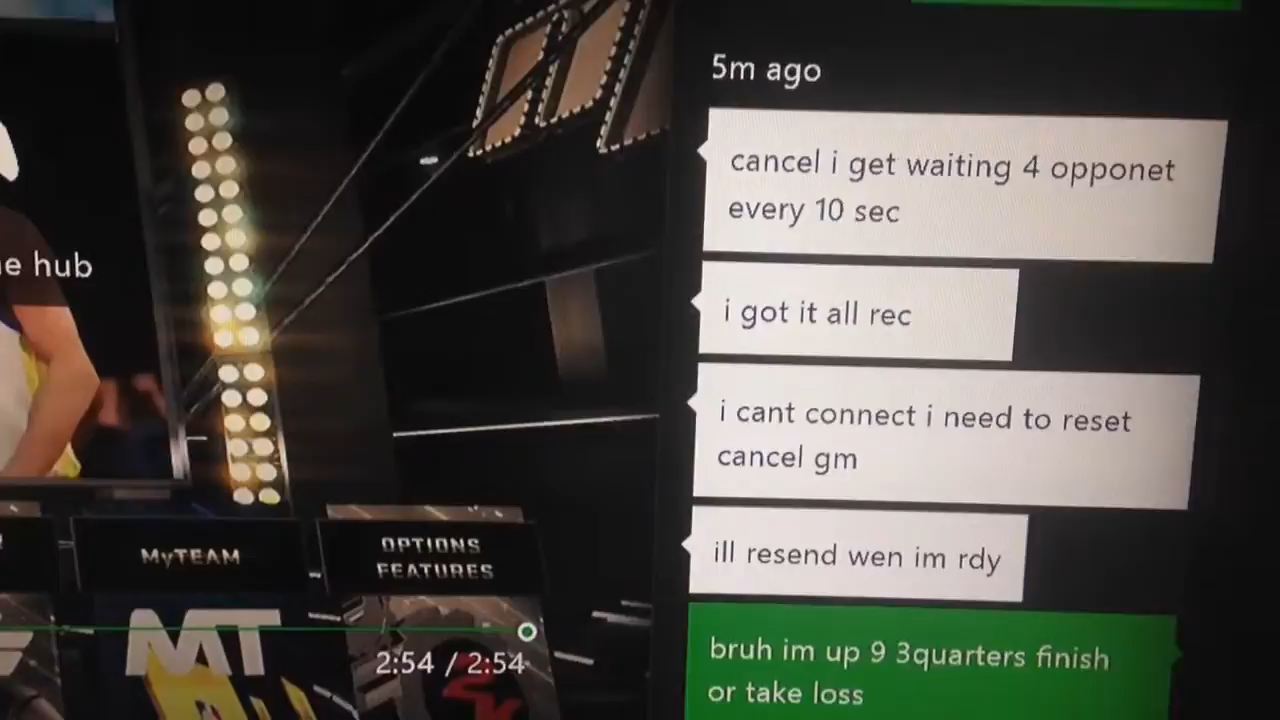 5m ago
cancel i get waiting 4 opponet
every 10 sec
i got it all rec
i cant connect i need to reset
cancel gm
ill resend wen im rdy
bruh im up 9 3quarters finish
or take loss
e hub
MyTEAM
OPTIONS
FEATURES
MT
2:54 / 2:54
2K